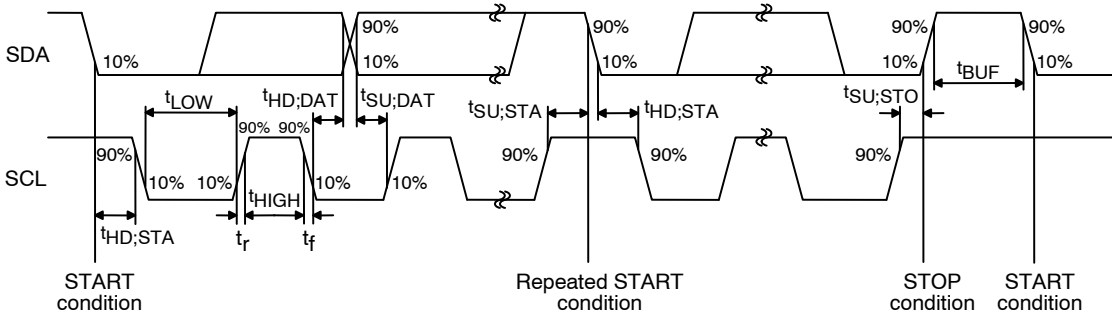 90% 90% 90%
SDA 10% 10% 10% 10% 10%
tLOW tHD;DAT tSU;DAT tSU;STA tHD;STA tSU;STO tBUF
90% 90%
90% 90% 90% 90%
SCL 10% 10% 10% 10%
tHIGH
tHD;STA tr tf
START
condition
Repeated START
condition
STOP
condition
START
condition